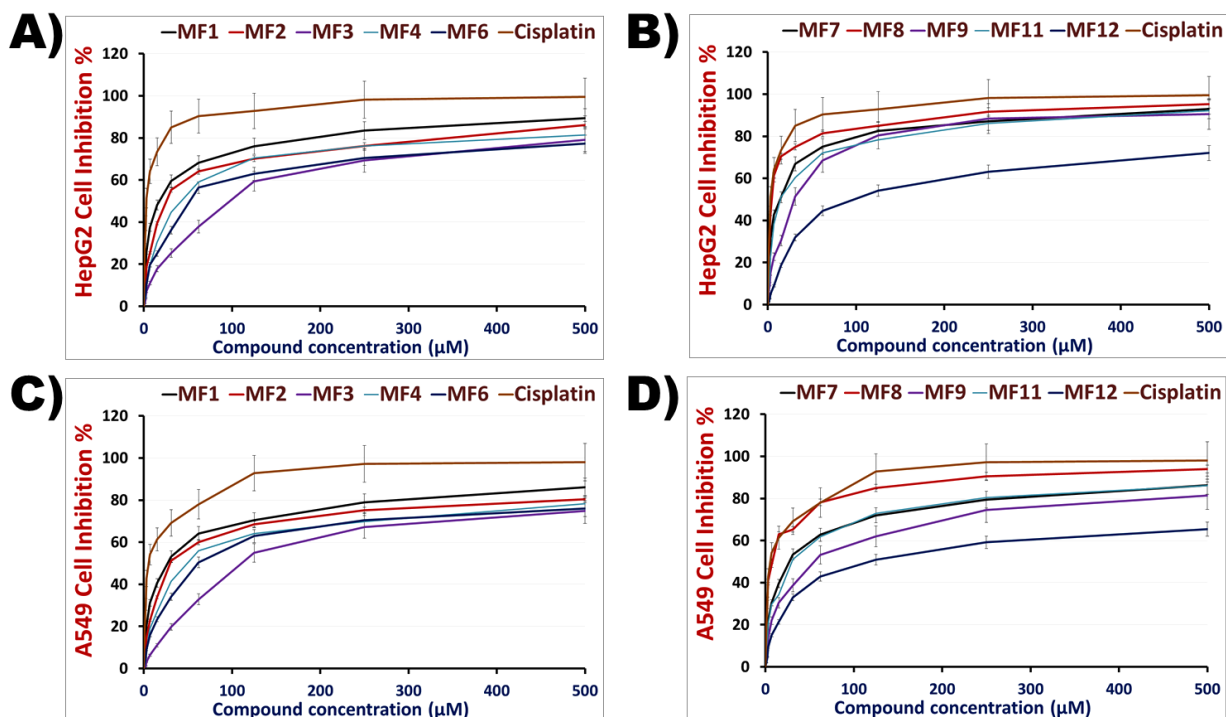 A)
MF1 MF2 MF3 MF4 MF6 Cisplatin
HepG2 Cell Inhibition %
120
100
80
60
40
20
0
0 100 200 300 400 500
Compound concentration (µM)
B)
MF7 MF8 MF9 MF11 MF12 Cisplatin
HepG2 Cell Inhibition %
120
100
80
60
40
20
0
0 100 200 300 400 500
Compound concentration (µM)
C)
MF1 MF2 MF3 MF4 MF6 Cisplatin
A549 Cell Inhibition %
120
100
80
60
40
20
0
0 100 200 300 400 500
Compound concentration (µM)
D)
MF7 MF8 MF9 MF11 MF12 Cisplatin
A549 Cell Inhibition %
120
100
80
60
40
20
0
0 100 200 300 400 500
Compound concentration (µM)